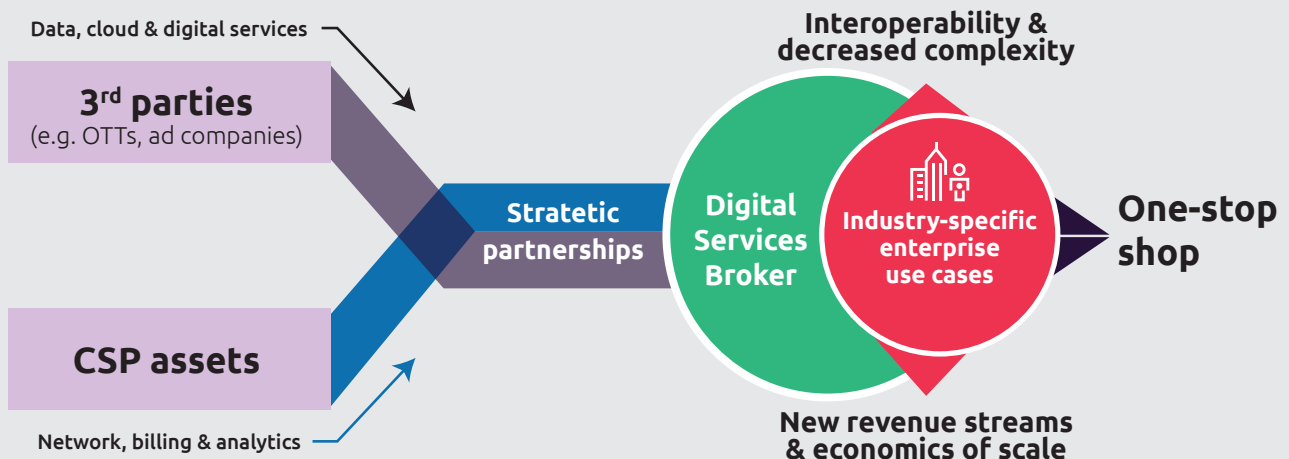 Data, cloud & digital services
3rd parties
(e.g. OTTs, ad companies)
CSP assets
Network, billing & analytics
Stratetic
partnerships
Digital
Services
Broker
Interoperability &
decreased complexity
Industry-specific
enterprise
use cases
New revenue streams
& economics of scale
One-stop
shop